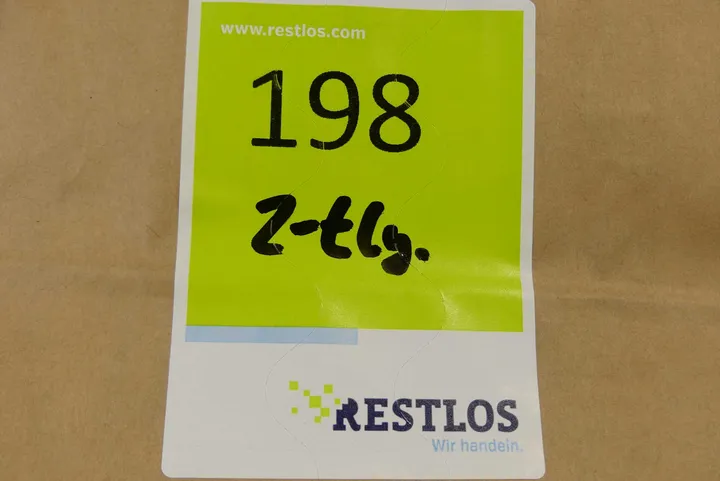 www.restlos.com
198
2-tlg.
RESTLOS
Wir handeln.